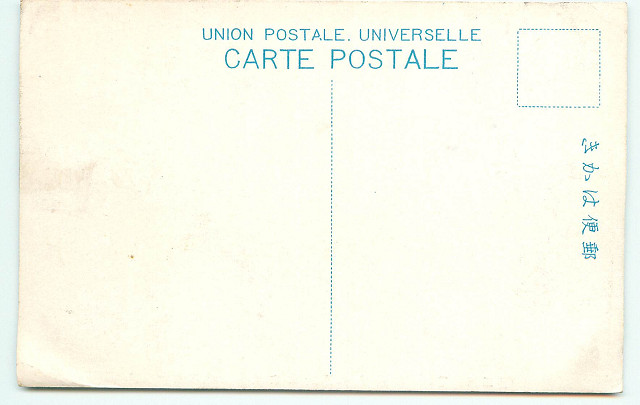 UNION POSTALE. UNIVERSELLE
CARTE POSTALE
きかは便郵